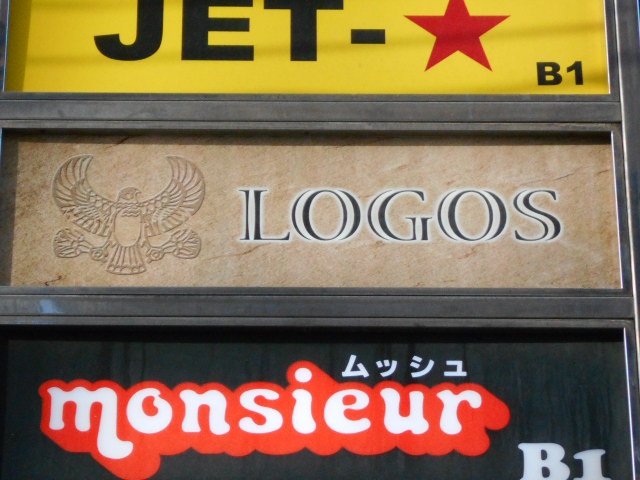 JET-★
B1
LOGOS
ムッシュ
monsieur
B1